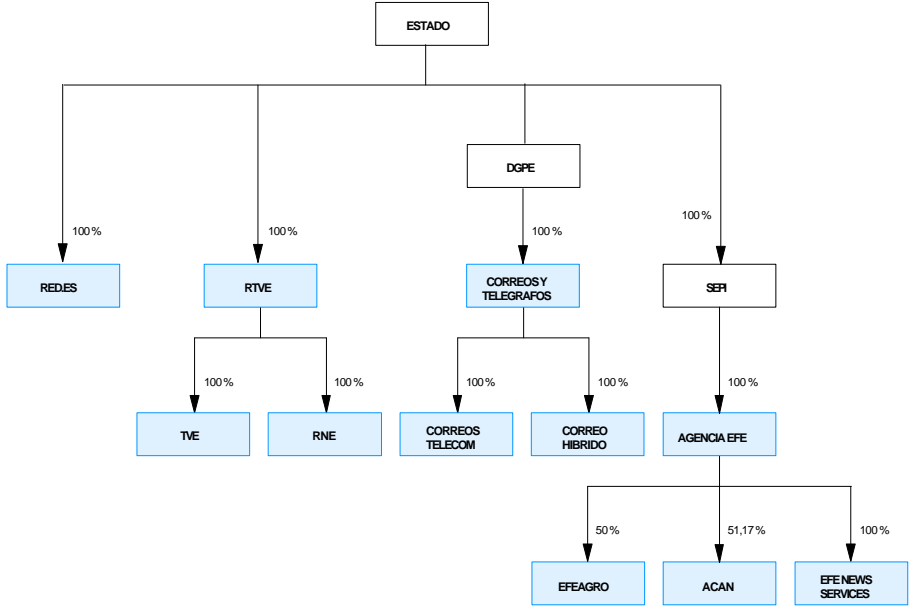 ESTADO
DGPE
100 %
100 %
100 %
100 %
RED.ES
RTVE
CORREOS Y
TELEGRAFOS
SEPI
100 %
100 %
100 %
100 %
100 %
TVE
RNE
CORREOS
TELECOM
CORREO
HIBRIDO
AGENCIA EFE
50 %
51,17 %
100 %
EFEAGRO
ACAN
EFE NEWS
SERVICES